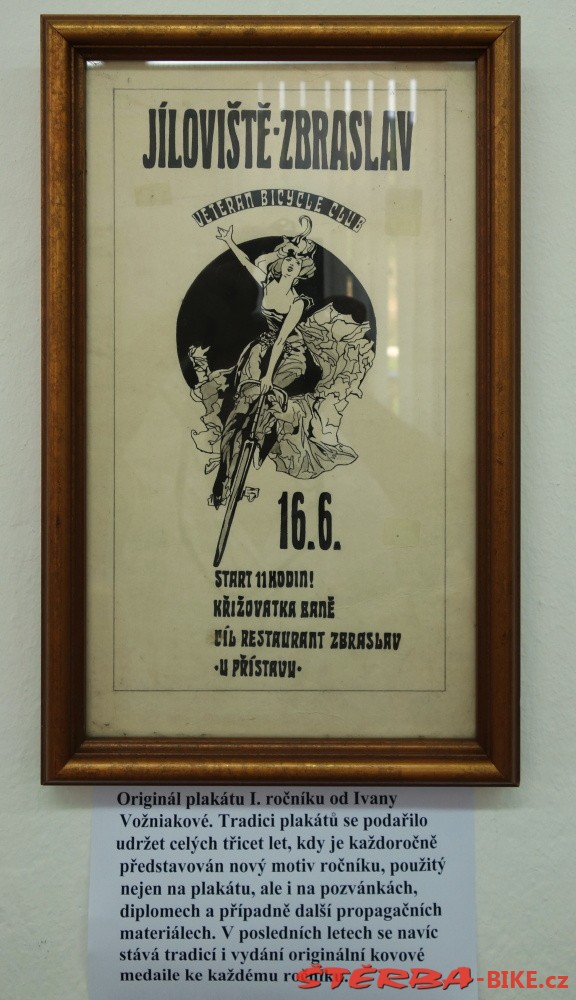 JÍLOVIŠTĚ·ZBRASLAV
VETERAN BICYCLE CLUB
16.6.
START 11 HODIN!
KŘIŽOVATKA BANĚ
CÍL RESTAURANT ZBRASLAV
·U PŘÍSTAVU·
Originál plakátu I. ročníku od Ivany
Vožniakové. Tradici plakátů se podařilo
udržet celých třicet let, kdy je každoročně
představován nový motiv ročníku, použitý
nejen na plakátu, ale i na pozvánkách,
diplomech a případně další propagačních
materiálech. V posledních letech se navíc
stává tradicí i vydání originální kovové
medaile ke každému ročníku.
ŠTĚRBA-BIKE.cz